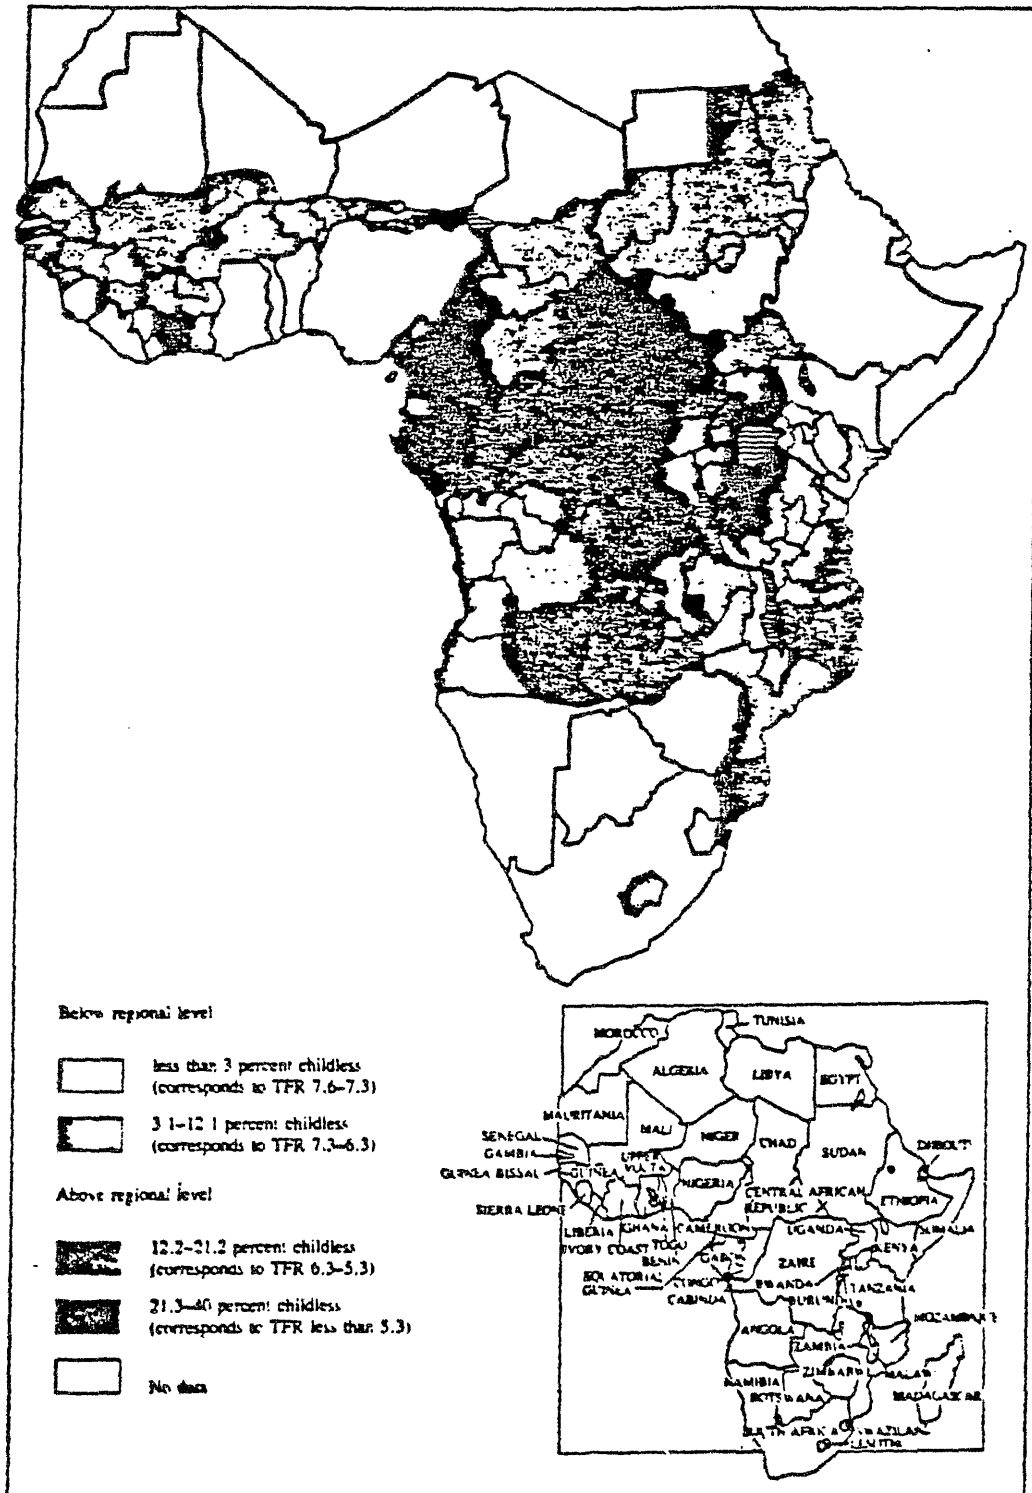 Below regional level
less than 3 percent childless
(corresponds to TFR 7.6-7.3)
3.1-12.1 percent childless
(corresponds to TFR 7.3-6.3)
Above regional level
12.2-21.2 percent childless
(corresponds to TFR 6.3-5.3)
21.3-40 percent childless
(corresponds to TFR less than 5.3)
No data
TUNISIA
MOROCCO
ALGERIA
LIBYA
EGYPT
MAURITANIA
MALI
NIGER
CHAD
SUDAN
DJIBOUTI
SENEGAL
GAMBIA
GUINEA BISSAU
GUINEA
UPPER
VOLTA
NIGERIA
CENTRAL AFRICAN
REPUBLIC
ETHIOPIA
SIERRA LEONE
LIBERIA
GHANA
CAMEROON
UGANDA
SOMALIA
IVORY COAST
TOGO
BENIN
GABON
ZAIRE
KENYA
EQUATORIAL
GUINEA
CONGO
CABINDA
RWANDA
BURUNDI
TANZANIA
ANGOLA
MOZAMBIQUE
ZAMBIA
NAMIBIA
ZIMBABWE
MALAWI
BOTSWANA
MADAGASCAR
SOUTH AFRICA
SWAZILAND
LESOTHO